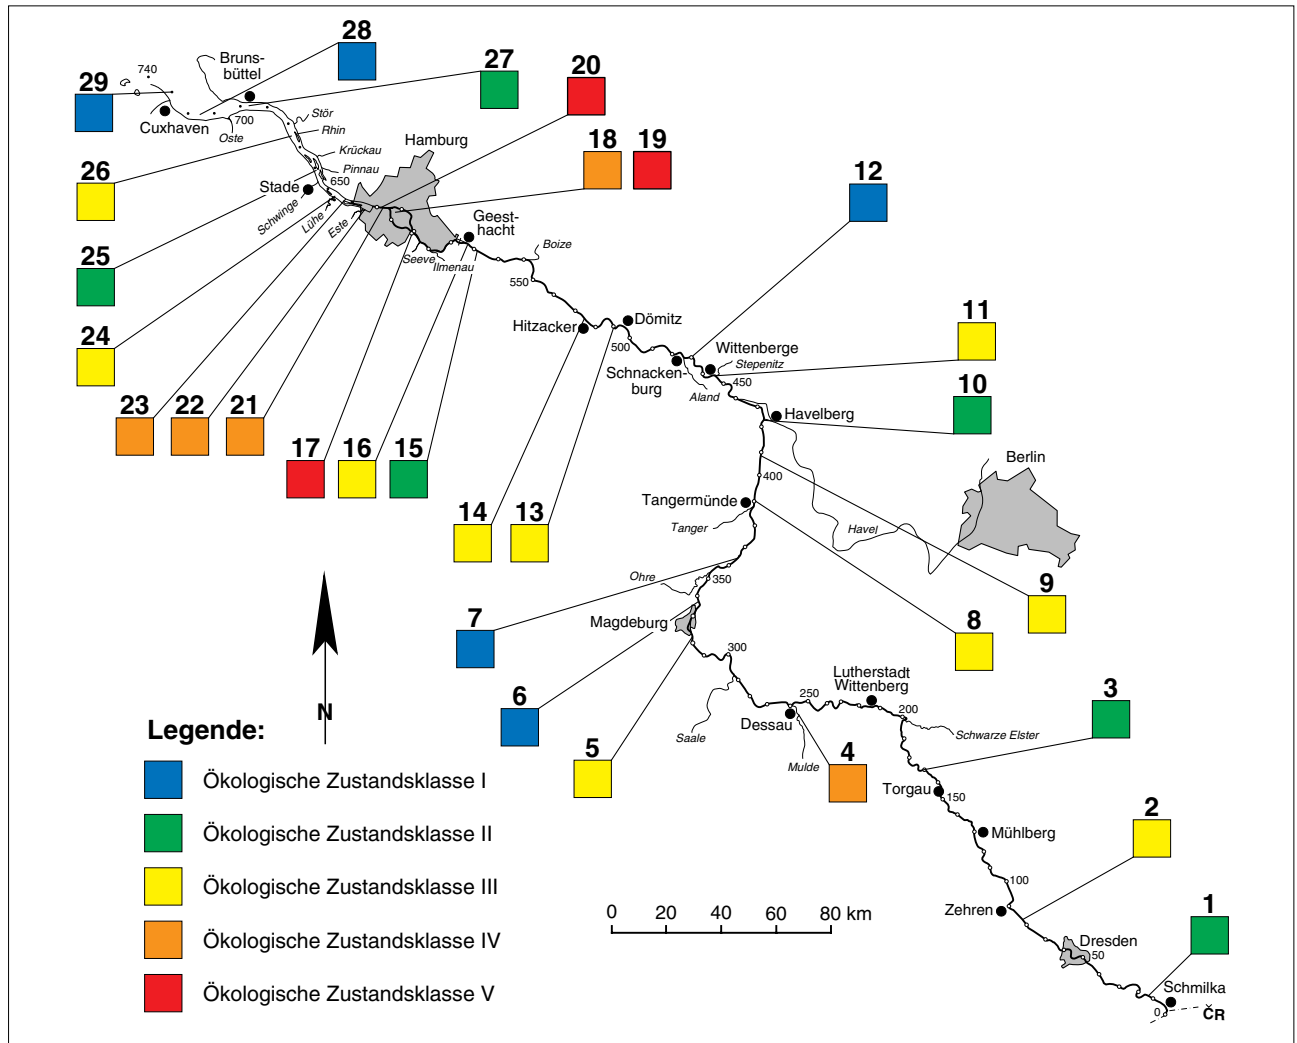 28
27
20
29
740
Bruns-
büttel
Cuxhaven
700
Oste
Stör
Rhin
Krückau
Pinnau
650
Hamburg
18
19
12
26
Stade
Schwinge
Lühe
Este
Geest-
hacht
Seeve
Ilmenau
Boize
550
25
24
11
Hitzacker
Dömitz
500
Wittenberge
Stepenitz
Schnacken-
burg
Aland
450
10
23
22
21
17
16
15
Havelberg
Berlin
400
14
13
Tangermünde
Tanger
Havel
9
Ohre
350
7
Magdeburg
8
300
6
Lutherstadt
Wittenberg
3
N
250
200
Dessau
Saale
Mulde
Schwarze Elster
5
4
Torgau
150
Legende:
Ökologische Zustandsklasse I
Ökologische Zustandsklasse II
Ökologische Zustandsklasse III
Ökologische Zustandsklasse IV
Ökologische Zustandsklasse V
2
Mühlberg
100
Zehren
0 20 40 60 80 km
1
Dresden
50
Schmilka
0
ČR